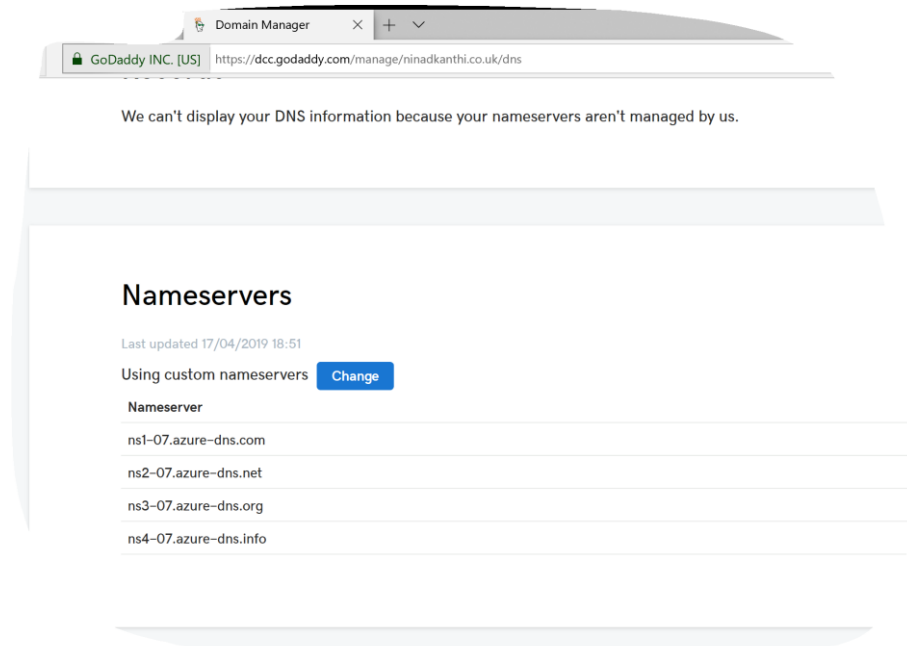 Domain Manager
GoDaddy INC. [US] https://dcc.godaddy.com/manage/ninadkanthi.co.uk/dns
We can't display your DNS information because your nameservers aren't managed by us.
Nameservers
Last updated 17/04/2019 18:51
Using custom nameservers Change
Nameserver
ns1-07.azure-dns.com
ns2-07.azure-dns.net
ns3-07.azure-dns.org
ns4-07.azure-dns.info